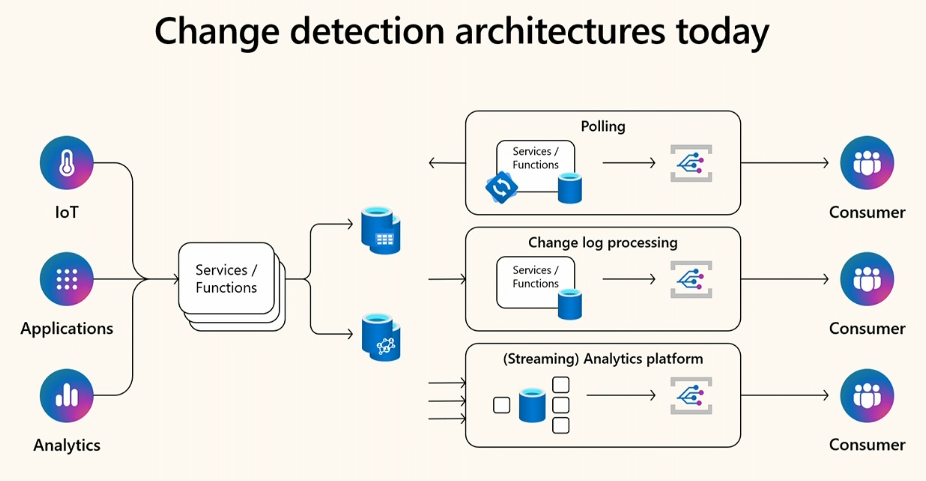 Change detection architectures today
IoT
Applications
Analytics
Services /
Functions
Polling
Services /
Functions
Consumer
Change log processing
Services /
Functions
Consumer
(Streaming) Analytics platform
Consumer